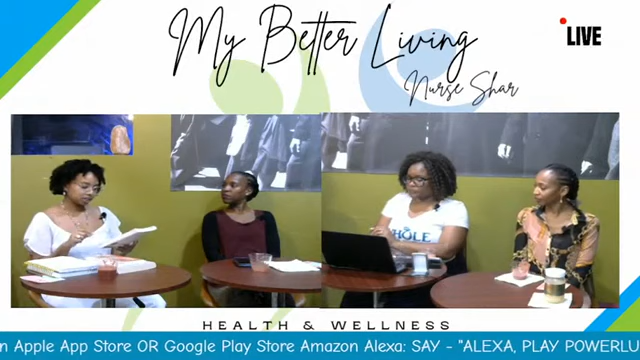 My Better Living
Nurse Shar
LIVE
WHOLE
HEALTH & WELLNESS
n Apple App Store OR Google Play Store Amazon Alexa: SAY - "ALEXA, PLAY POWERLU